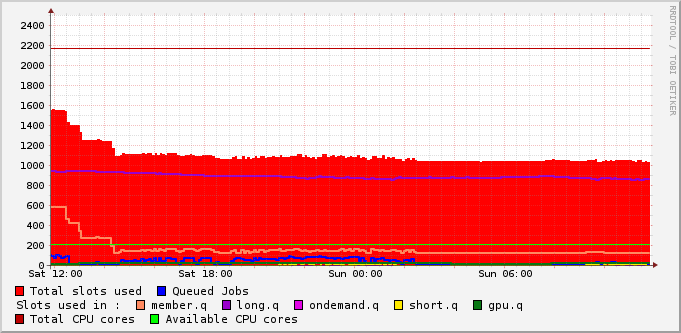 RRDTOOL / TOBI OETIKER
2400
2200
2000
1800
1600
1400
1200
1000
800
600
400
200
0
Sat 12:00 Sat 18:00 Sun 00:00 Sun 06:00
Total slots used Queued Jobs
Slots used in : member.q long.q ondemand.q short.q gpu.q
Total CPU cores Available CPU cores